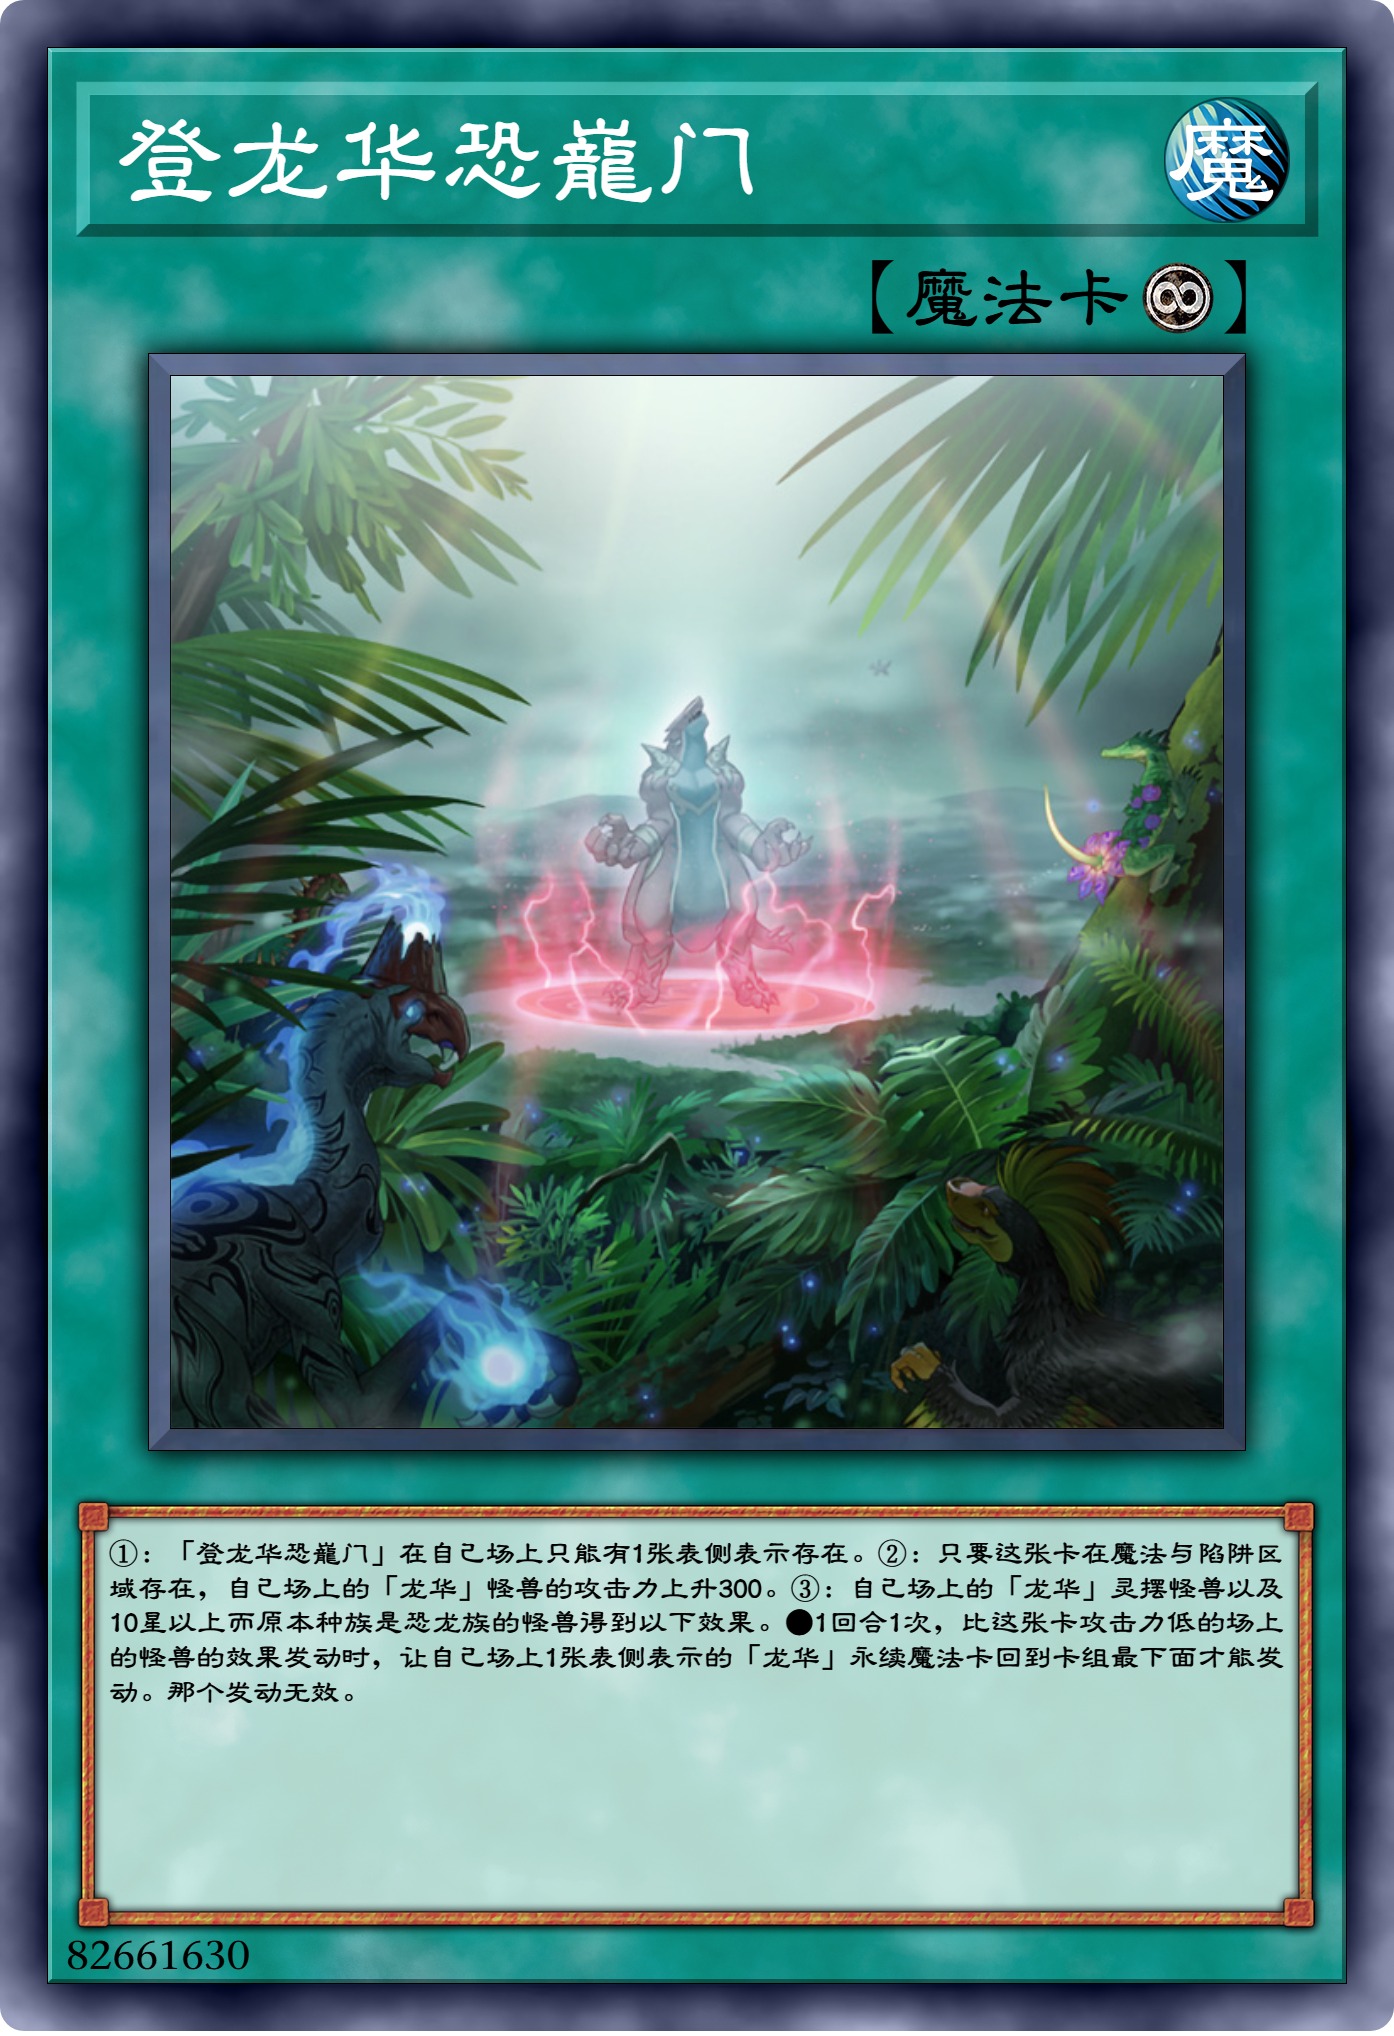 登龙华恐巃门
魔
【魔法卡♾】
①：「登龙华恐巃门」在自己场上只能有1张表侧表示存在。②：只要这张卡在魔法与陷阱区
域存在，自己场上的「龙华」怪兽的攻击力上升300。③：自己场上的「龙华」灵摆怪兽以及
10星以上而原本种族是恐龙族的怪兽得到以下效果。●1回合1次，比这张卡攻击力低的场上
的怪兽的效果发动时，让自己场上1张表侧表示的「龙华」永续魔法卡回到卡组最下面才能发
动。那个发动无效。
82661630